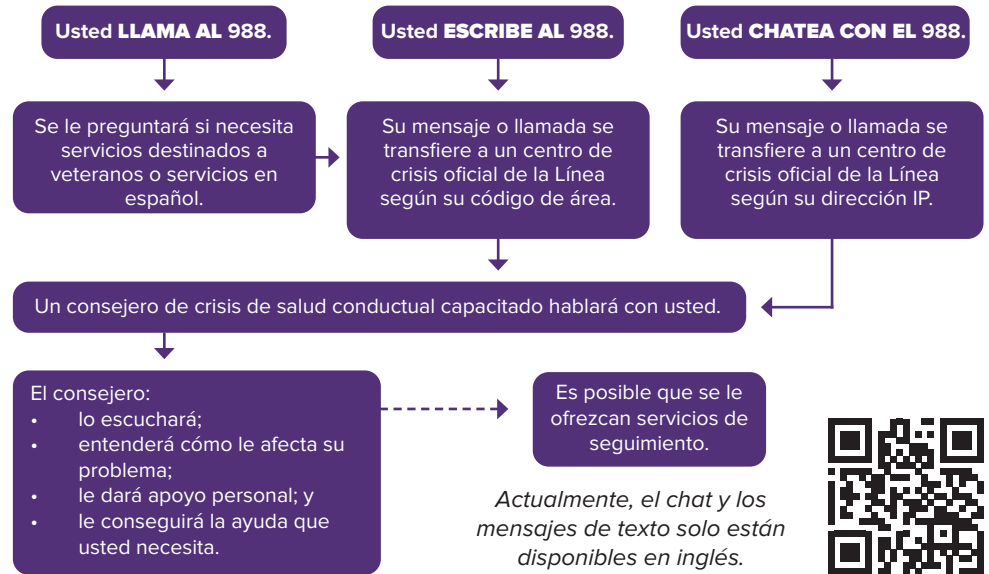 Usted LLAMA AL 988.
Usted ESCRIBE AL 988.
Usted CHATEA CON EL 988.
Se le preguntará si necesita
servicios destinados a
veteranos o servicios en
español.
Su mensaje o llamada se
transfiere a un centro de
crisis oficial de la Línea
según su código de área.
Su mensaje o llamada se
transfiere a un centro de
crisis oficial de la Línea
según su dirección IP.
Un consejero de crisis de salud conductual capacitado hablará con usted.
El consejero:
• lo escuchará;
• entenderá cómo le afecta su
problema;
• le dará apoyo personal; y
• le conseguirá la ayuda que
usted necesita.
Es posible que se le
ofrezcan servicios de
seguimiento.
Actualmente, el chat y los
mensajes de texto solo están
disponibles en inglés.